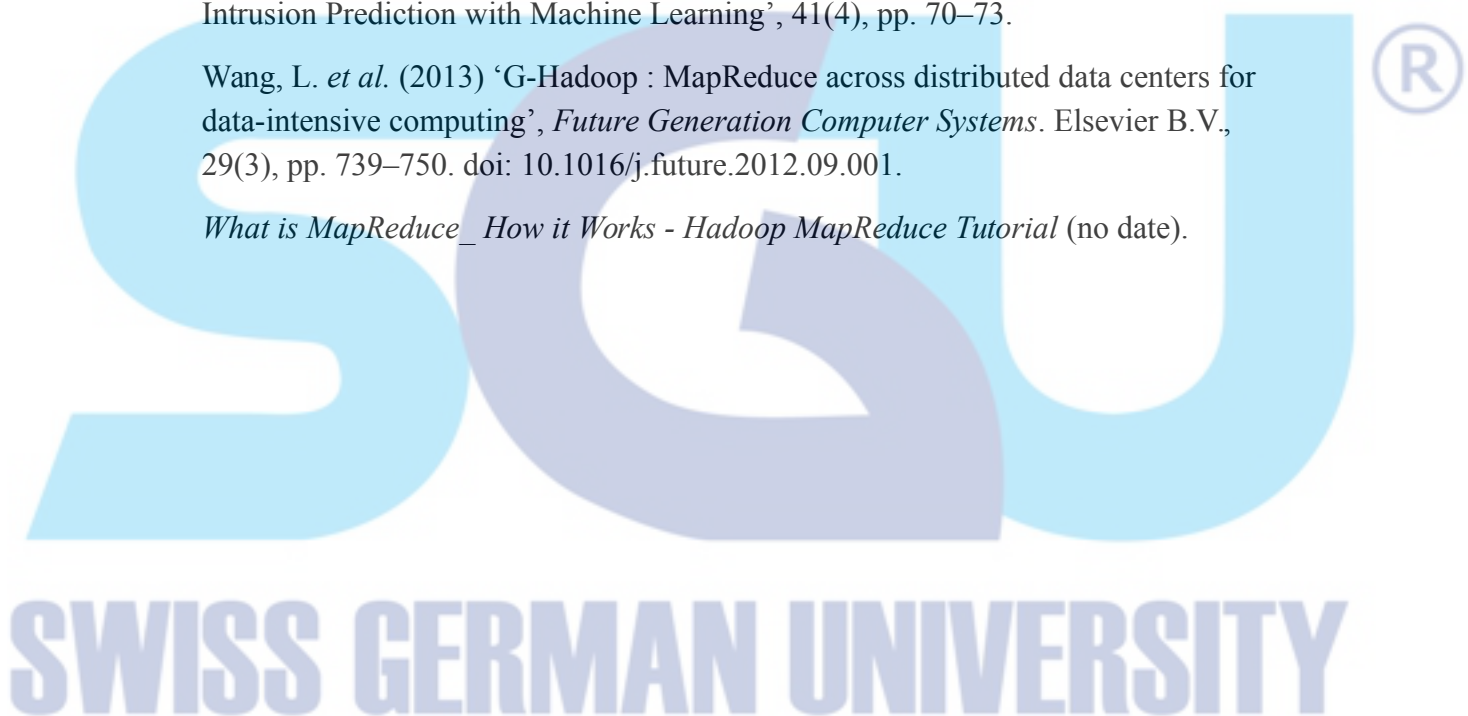 Intrusion Prediction with Machine Learning’, 41(4), pp. 70–73.
Wang, L. et al. (2013) ‘G-Hadoop : MapReduce across distributed data centers for
data-intensive computing’, Future Generation Computer Systems. Elsevier B.V.,
29(3), pp. 739–750. doi: 10.1016/j.future.2012.09.001.
What is MapReduce_ How it Works - Hadoop MapReduce Tutorial (no date).
SGU ®
SWISS GERMAN UNIVERSITY